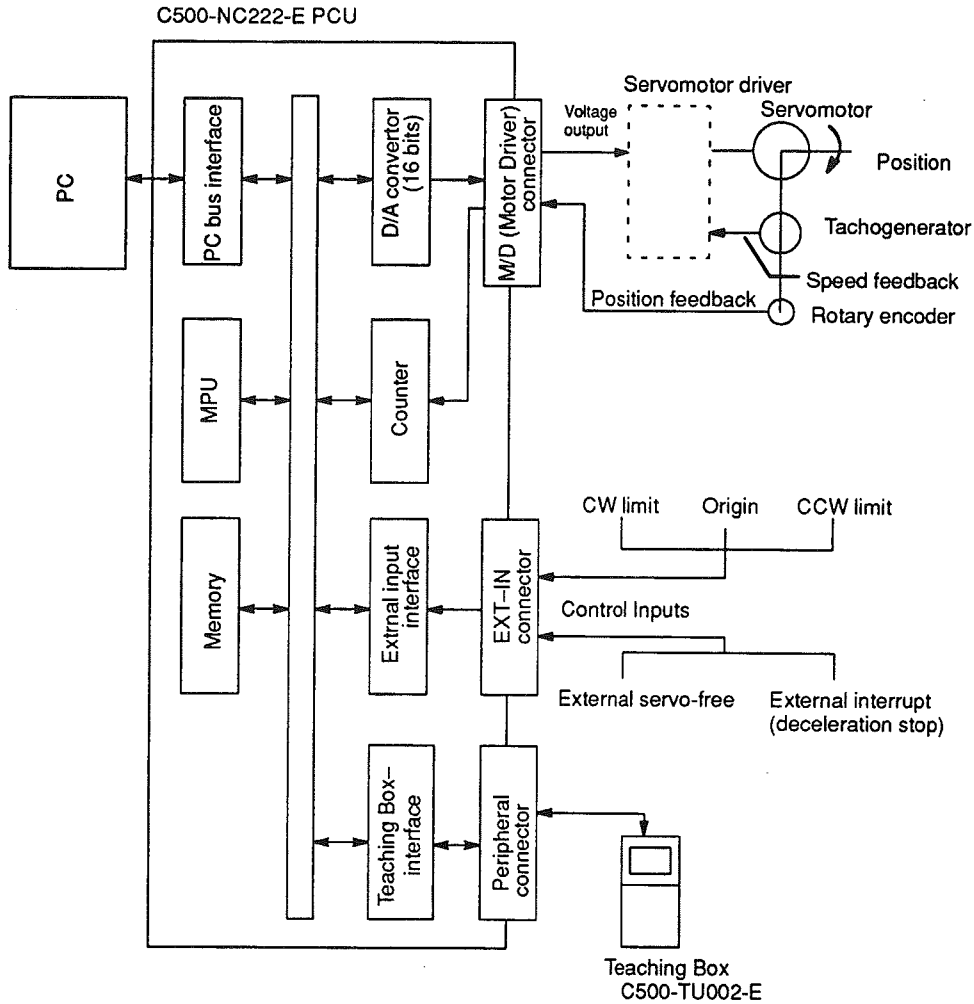 C500-NC222-E PCU
PC
PC bus interface
D/A convertor
(16 bits)
M/D (Motor Driver)
connector
Voltage
output
Servomotor driver
Servomotor
Position
Tachogenerator
Speed feedback
Position feedback
Rotary encoder
MPU
Counter
Memory
Extrnal input
interface
EXT–IN
connector
CW limit
Origin
CCW limit
Control Inputs
External servo-free
External interrupt
(deceleration stop)
Teaching Box–
interface
Peripheral
connector
Teaching Box
C500-TU002-E